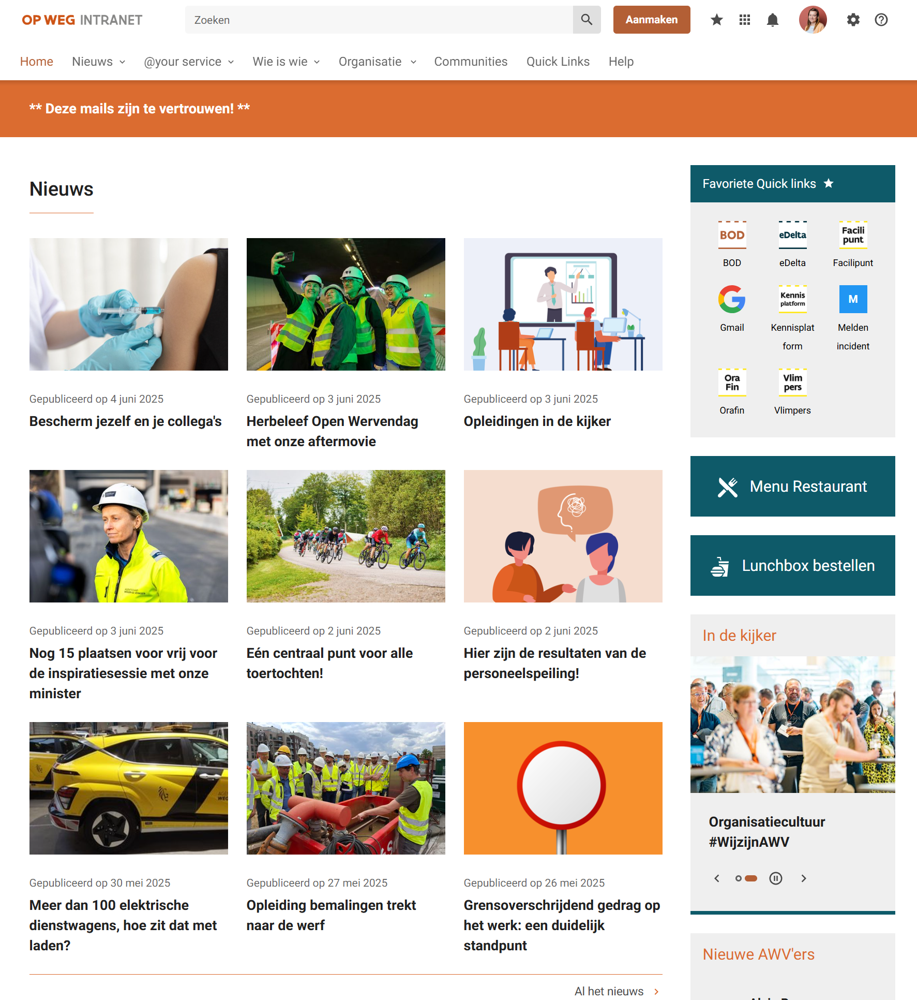 OP WEG INTRANET
Zoeken
Aanmaken
Home
Nieuws
@your service
Wie is wie
Organisatie
Communities
Quick Links
Help
** Deze mails zijn te vertrouwen! **
Nieuws
Gepubliceerd op 4 juni 2025
Bescherm jezelf en je collega's
Gepubliceerd op 3 juni 2025
Herbeleef Open Wervendag
met onze aftermovie
Gepubliceerd op 3 juni 2025
Opleidingen in de kijker
AGENTSCHAP
WEGEN & VERKEER
Gepubliceerd op 3 juni 2025
Nog 15 plaatsen voor vrij voor
de inspiratiesessie met onze
minister
Gepubliceerd op 2 juni 2025
Eén centraal punt voor alle
toertochten!
Gepubliceerd op 2 juni 2025
Hier zijn de resultaten van de
personeelspeiling!
Gepubliceerd op 30 mei 2025
Meer dan 100 elektrische
dienstwagens, hoe zit dat met
laden?
Gepubliceerd op 27 mei 2025
Opleiding bemalingen trekt
naar de werf
Gepubliceerd op 26 mei 2025
Grensoverschrijdend gedrag op
het werk: een duidelijk
standpunt
Al het nieuws
Favoriete Quick links
BOD
BOD
eDelta
eDelta
Facili
punt
Facilipunt
Gmail
Kennis
platform
Kennisplat
form
M
Melden
incident
Ora
Fin
Orafin
Vlim
pers
Vlimpers
Menu Restaurant
Lunchbox bestellen
In de kijker
Organisatiecultuur
#WijzijnAWV
Nieuwe AWV'ers